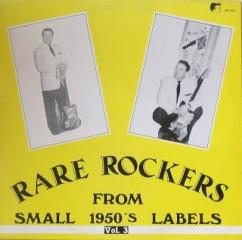 RARE ROCKERS
FROM
SMALL 1950's LABELS
Vol. 3